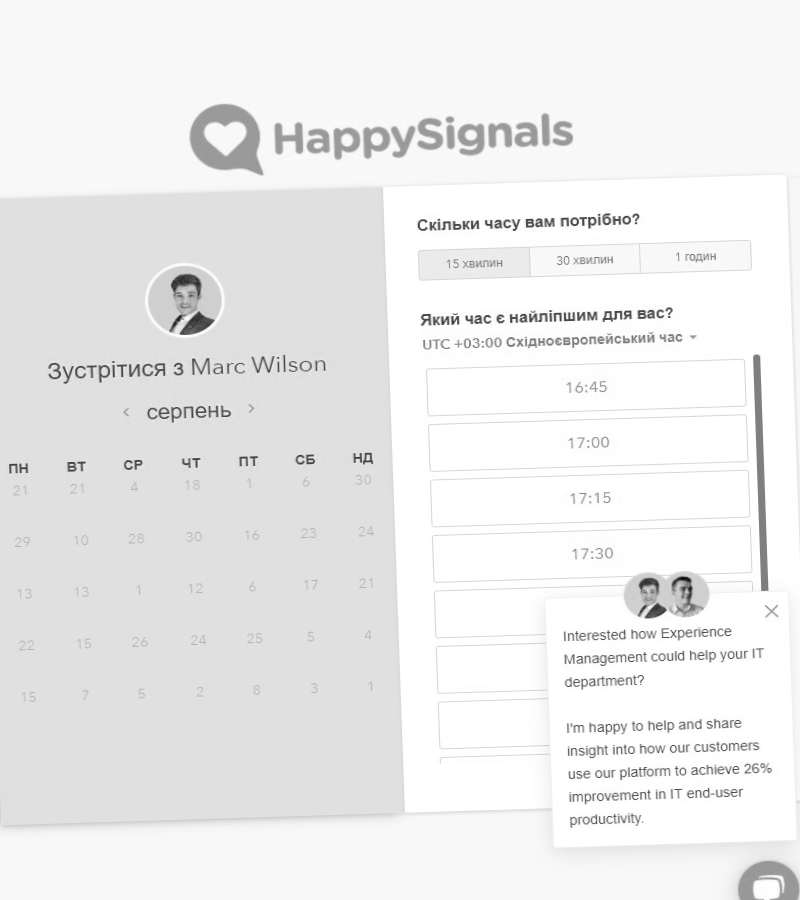 HappySignals
Зустрітися з Marc Wilson
серпень
ПН ВТ СР ЧТ ПТ СБ НД
21 21 4 18 1 6 30
29 10 28 30 16 23 24
13 13 1 12 6 17 21
22 15 26 24 25 5 4
15 7 5 2 8 3 1
Скільки часу вам потрібно?
15 хвилин 30 хвилин 1 годин
Який час є найліпшим для вас?
UTC +03:00 Східноєвропейський час
16:45
17:00
17:15
17:30
Interested how Experience
Management could help your IT
department?
I'm happy to help and share
insight into how our customers
use our platform to achieve 26%
improvement in IT end-user
productivity.